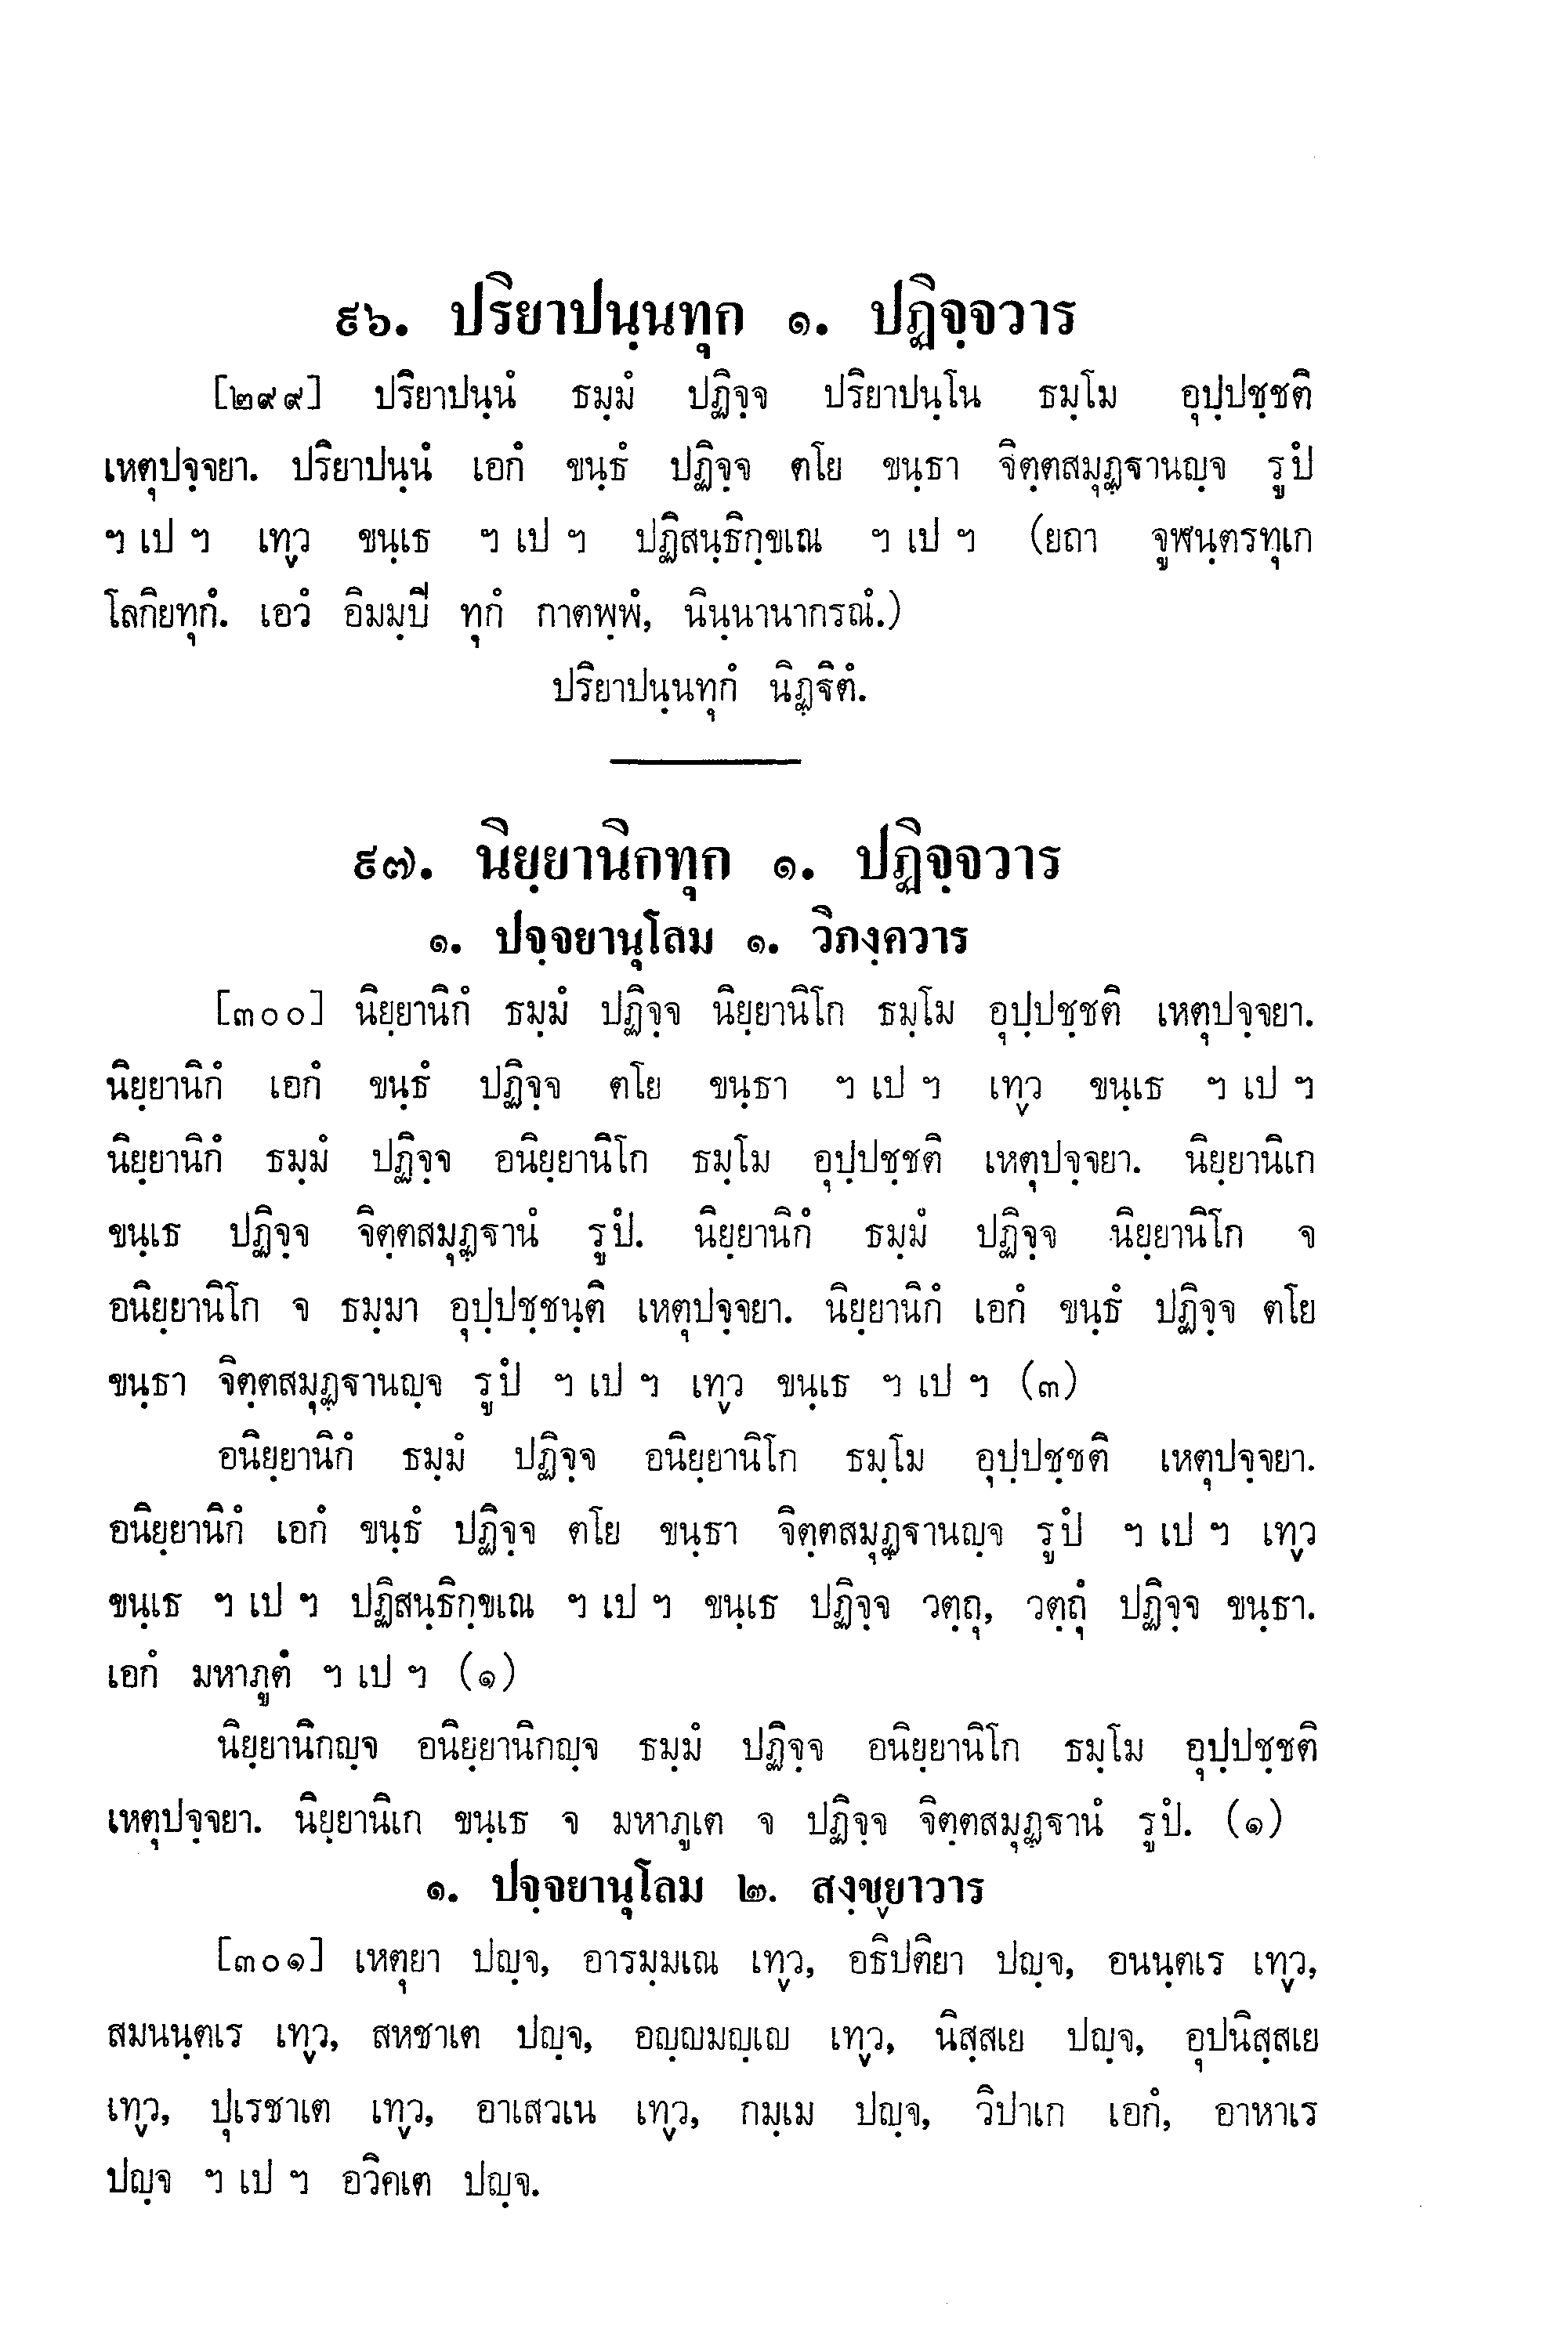 ๙๖. ปริยาปนฺนทุก ๑. ปฏิจฺจวาร
[๒๙๙] ปริยาปนฺนํ ธมฺมํ ปฏิจฺจ ปริยาปนฺโน ธมฺโม อุปฺปชฺชติ
เหตุปจฺจยา. ปริยาปนฺนํ เอกํ ขนฺธํ ปฏิจฺจ ตโย ขนฺธา จิตฺตสมุฏฺฐานญฺจ รูปํ
ฯ เป ฯ เทฺว ขนฺเธ ฯ เป ฯ ปฏิสนฺธิกฺขเณ ฯ เป ฯ (ยถา จูฬนฺตรทุเก
โลกิยทุกํ. เอวํ อิมมฺปิ ทุกํ กาตพฺพํ, นินฺนานากรณํ.)
ปริยาปนฺนทุกํ นิฏฺฐิตํ.
๙๗. นิยฺยานิกทุก ๑. ปฏิจฺจวาร
๑. ปจฺจยานุโลม ๑. วิภงฺควาร
[๓๐๐] นิยฺยานิกํ ธมฺมํ ปฏิจฺจ นิยฺยานิโก ธมฺโม อุปฺปชฺชติ เหตุปจฺจยา.
นิยฺยานิกํ เอกํ ขนฺธํ ปฏิจฺจ ตโย ขนฺธา ฯ เป ฯ เทฺว ขนฺเธ ฯ เป ฯ
นิยฺยานิกํ ธมฺมํ ปฏิจฺจ อนิยฺยานิโก ธมฺโม อุปฺปชฺชติ เหตุปจฺจยา. นิยฺยานิเก
ขนฺเธ ปฏิจฺจ จิตฺตสมุฏฺฐานํ รูปํ. นิยฺยานิกํ ธมฺมํ ปฏิจฺจ นิยฺยานิโก จ
อนิยฺยานิโก จ ธมฺมา อุปฺปชฺชนฺติ เหตุปจฺจยา. นิยฺยานิกํ เอกํ ขนฺธํ ปฏิจฺจ ตโย
ขนฺธา จิตฺตสมุฏฺฐานญฺจ รูปํ ฯ เป ฯ เทฺว ขนฺเธ ฯ เป ฯ (๓)
อนิยฺยานิกํ ธมฺมํ ปฏิจฺจ อนิยฺยานิโก ธมฺโม อุปฺปชฺชติ เหตุปจฺจยา.
อนิยฺยานิกํ เอกํ ขนฺธํ ปฏิจฺจ ตโย ขนฺธา จิตฺตสมุฏฺฐานญฺจ รูปํ ฯ เป ฯ เทฺว
ขนฺเธ ฯ เป ฯ ปฏิสนฺธิกฺขเณ ฯ เป ฯ ขนฺเธ ปฏิจฺจ วตฺถุ, วตฺถุํ ปฏิจฺจ ขนฺธา.
เอกํ มหาภูตํ ฯ เป ฯ (๑)
นิยฺยานิกญฺจ อนิยฺยานิกญฺจ ธมฺมํ ปฏิจฺจ อนิยฺยานิโก ธมฺโม อุปฺปชฺชติ
เหตุปจฺจยา. นิยฺยานิเก ขนฺเธ จ มหาภูเต จ ปฏิจฺจ จิตฺตสมุฏฺฐานํ รูปํ. (๑)
๑. ปจฺจยานุโลม ๒. สงฺขฺยาวาร
[๓๐๑] เหตุยา ปญฺจ, อารมฺมเณ เทฺว, อธิปติยา ปญฺจ, อนนฺตเร เทฺว,
สมนนฺตเร เทฺว, สหชาเต ปญฺจ, อญฺญมญฺเญ เทฺว, นิสฺสเย ปญฺจ, อุปนิสฺสเย
เทฺว, ปุเรชาเต เทฺว, อาเสวเน เทฺว, กมฺเม ปญฺจ, วิปาเก เอกํ, อาหาเร
ปญฺจ ฯ เป ฯ อวิคเต ปญฺจ.